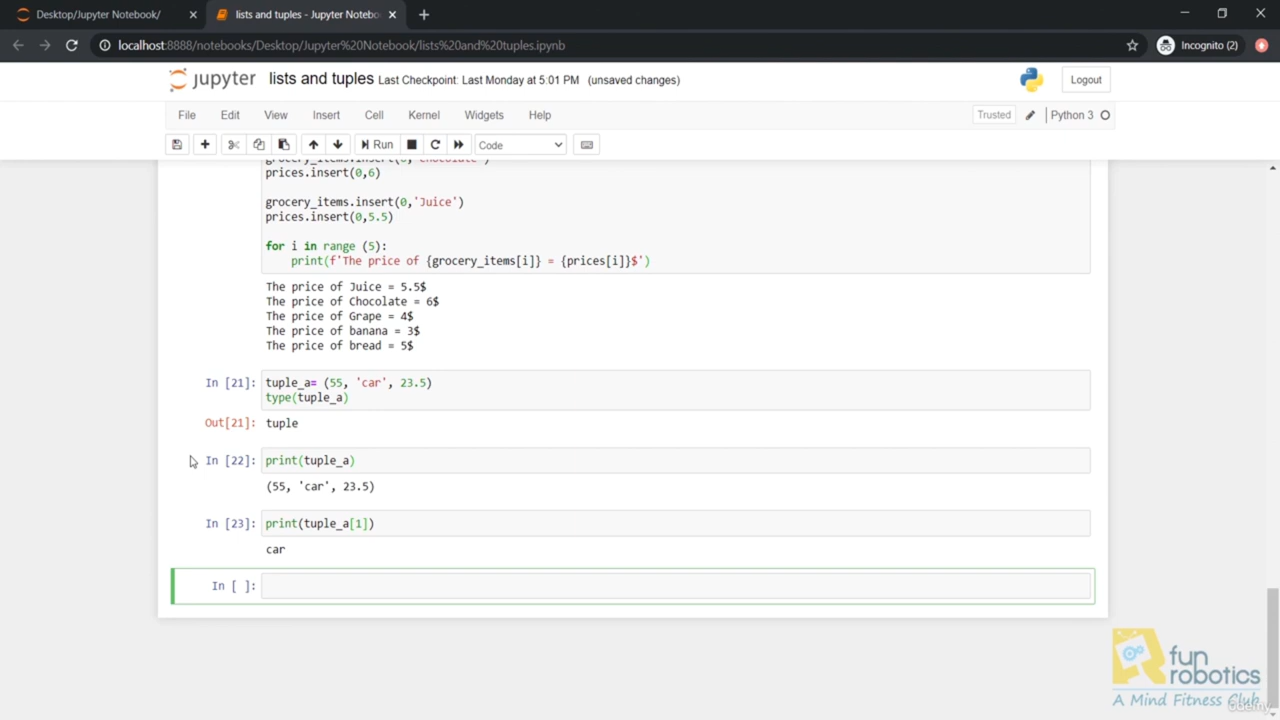 Desktop/Jupyter Notebook/
lists and tuples - Jupyter Notebo
localhost:8888/notebooks/Desktop/Jupyter%20Notebook/lists%20and%20tuples.ipynb
Incognito (2)
jupyter lists and tuples Last Checkpoint: Last Monday at 5:01 PM (unsaved changes)
Logout
File Edit View Insert Cell Kernel Widgets Help
Trusted
Python 3
Run
Code
prices.insert(0,6)
grocery_items.insert(0,'Juice')
prices.insert(0,5.5)
for i in range (5):
print(f'The price of {grocery_items[i]} = {prices[i]}$')
The price of Juice = 5.5$
The price of Chocolate = 6$
The price of Grape = 4$
The price of banana = 3$
The price of bread = 5$
In [21]: tuple_a= (55, 'car', 23.5)
type(tuple_a)
Out[21]: tuple
In [22]: print(tuple_a)
(55, 'car', 23.5)
In [23]: print(tuple_a[1])
car
In [ ]:
fun
robotics
A Mind Fitness Club
Udemy